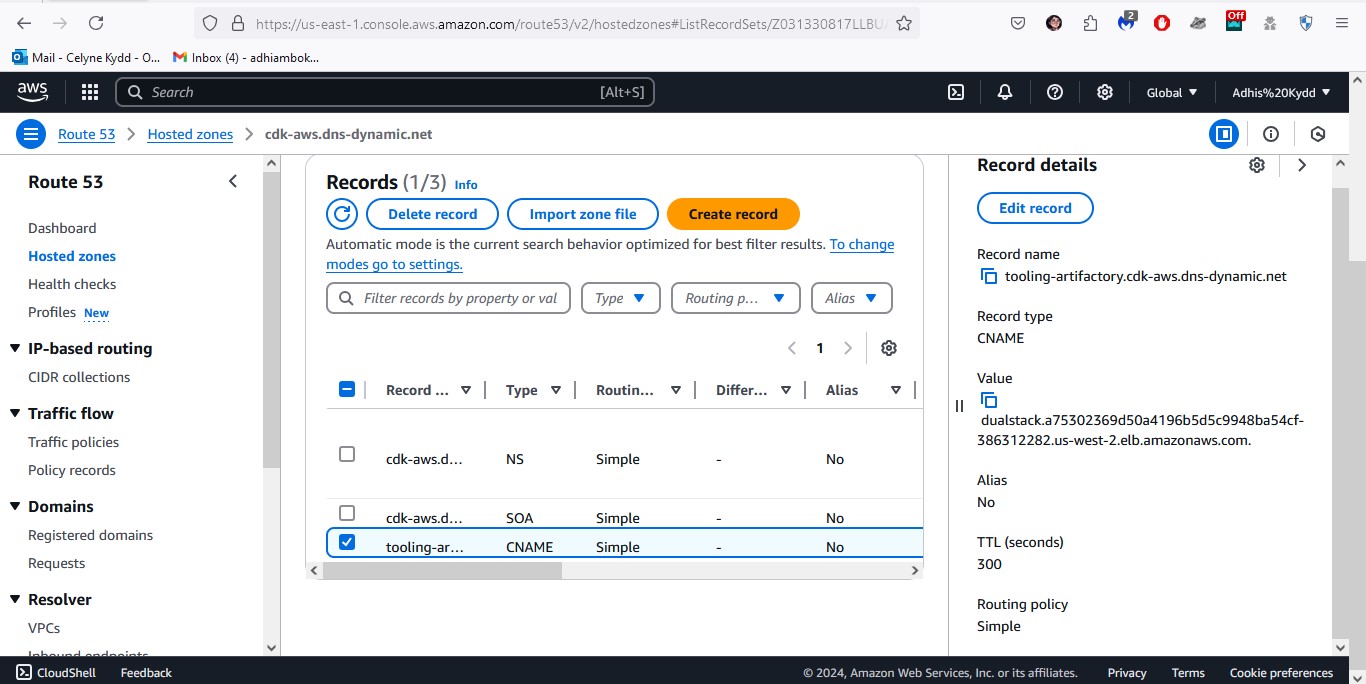 https://us-east-1.console.aws.amazon.com/route53/v2/hostedzones#ListRecordSets/Z031330817LLBU
2
Off
Mail - Celyne Kydd - O...
Inbox (4) - adhiambok...
aws
Search
[Alt+S]
Global
Adhis%20Kydd
Route 53
Hosted zones
cdk-aws.dns-dynamic.net
Route 53
Dashboard
Hosted zones
Health checks
Profiles New
IP-based routing
CIDR collections
Traffic flow
Traffic policies
Policy records
Domains
Registered domains
Requests
Resolver
VPCs
Inbound endpoints
Records (1/3) Info
Delete record
Import zone file
Create record
Automatic mode is the current search behavior optimized for best filter results. To change
modes go to settings.
Filter records by property or val
Type
Routing p...
Alias
1
Record ... Type Routin... Differ... Alias
cdk-aws.d... NS Simple - No
cdk-aws.d... SOA Simple - No
tooling-ar... CNAME Simple - No
Record details
Edit record
Record name
tooling-artifactory.cdk-aws.dns-dynamic.net
Record type
CNAME
Value
dualstack.a75302369d50a4196b5d5c9948ba54cf-
386312282.us-west-2.elb.amazonaws.com.
Alias
No
TTL (seconds)
300
Routing policy
Simple
CloudShell
Feedback
© 2024, Amazon Web Services, Inc. or its affiliates.
Privacy
Terms
Cookie preferences